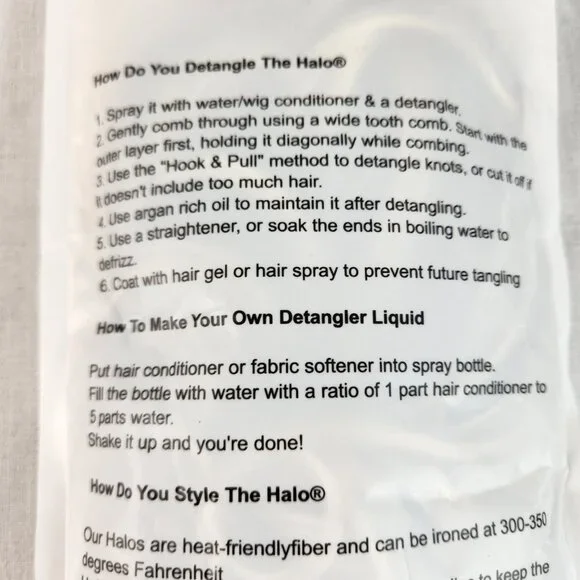 How Do You Detangle The Halo®
1. Spray it with water/wig conditioner & a detangler.
2. Gently comb through using a wide tooth comb. Start with the
outer layer first, holding it diagonally while combing.
3. Use the "Hook & Pull" method to detangle knots, or cut it off if
it doesn't include too much hair.
4. Use argan rich oil to maintain it after detangling.
5. Use a straightener, or soak the ends in boiling water to
defrizz.
6. Coat with hair gel or hair spray to prevent future tangling
How To Make Your Own Detangler Liquid
Put hair conditioner or fabric softener into spray bottle.
Fill the bottle with water with a ratio of 1 part hair conditioner to
5 parts water.
Shake it up and you're done!
How Do You Style The Halo®
Our Halos are heat-friendlyfiber and can be ironed at 300-350
degrees Fahrenheit
to keep the